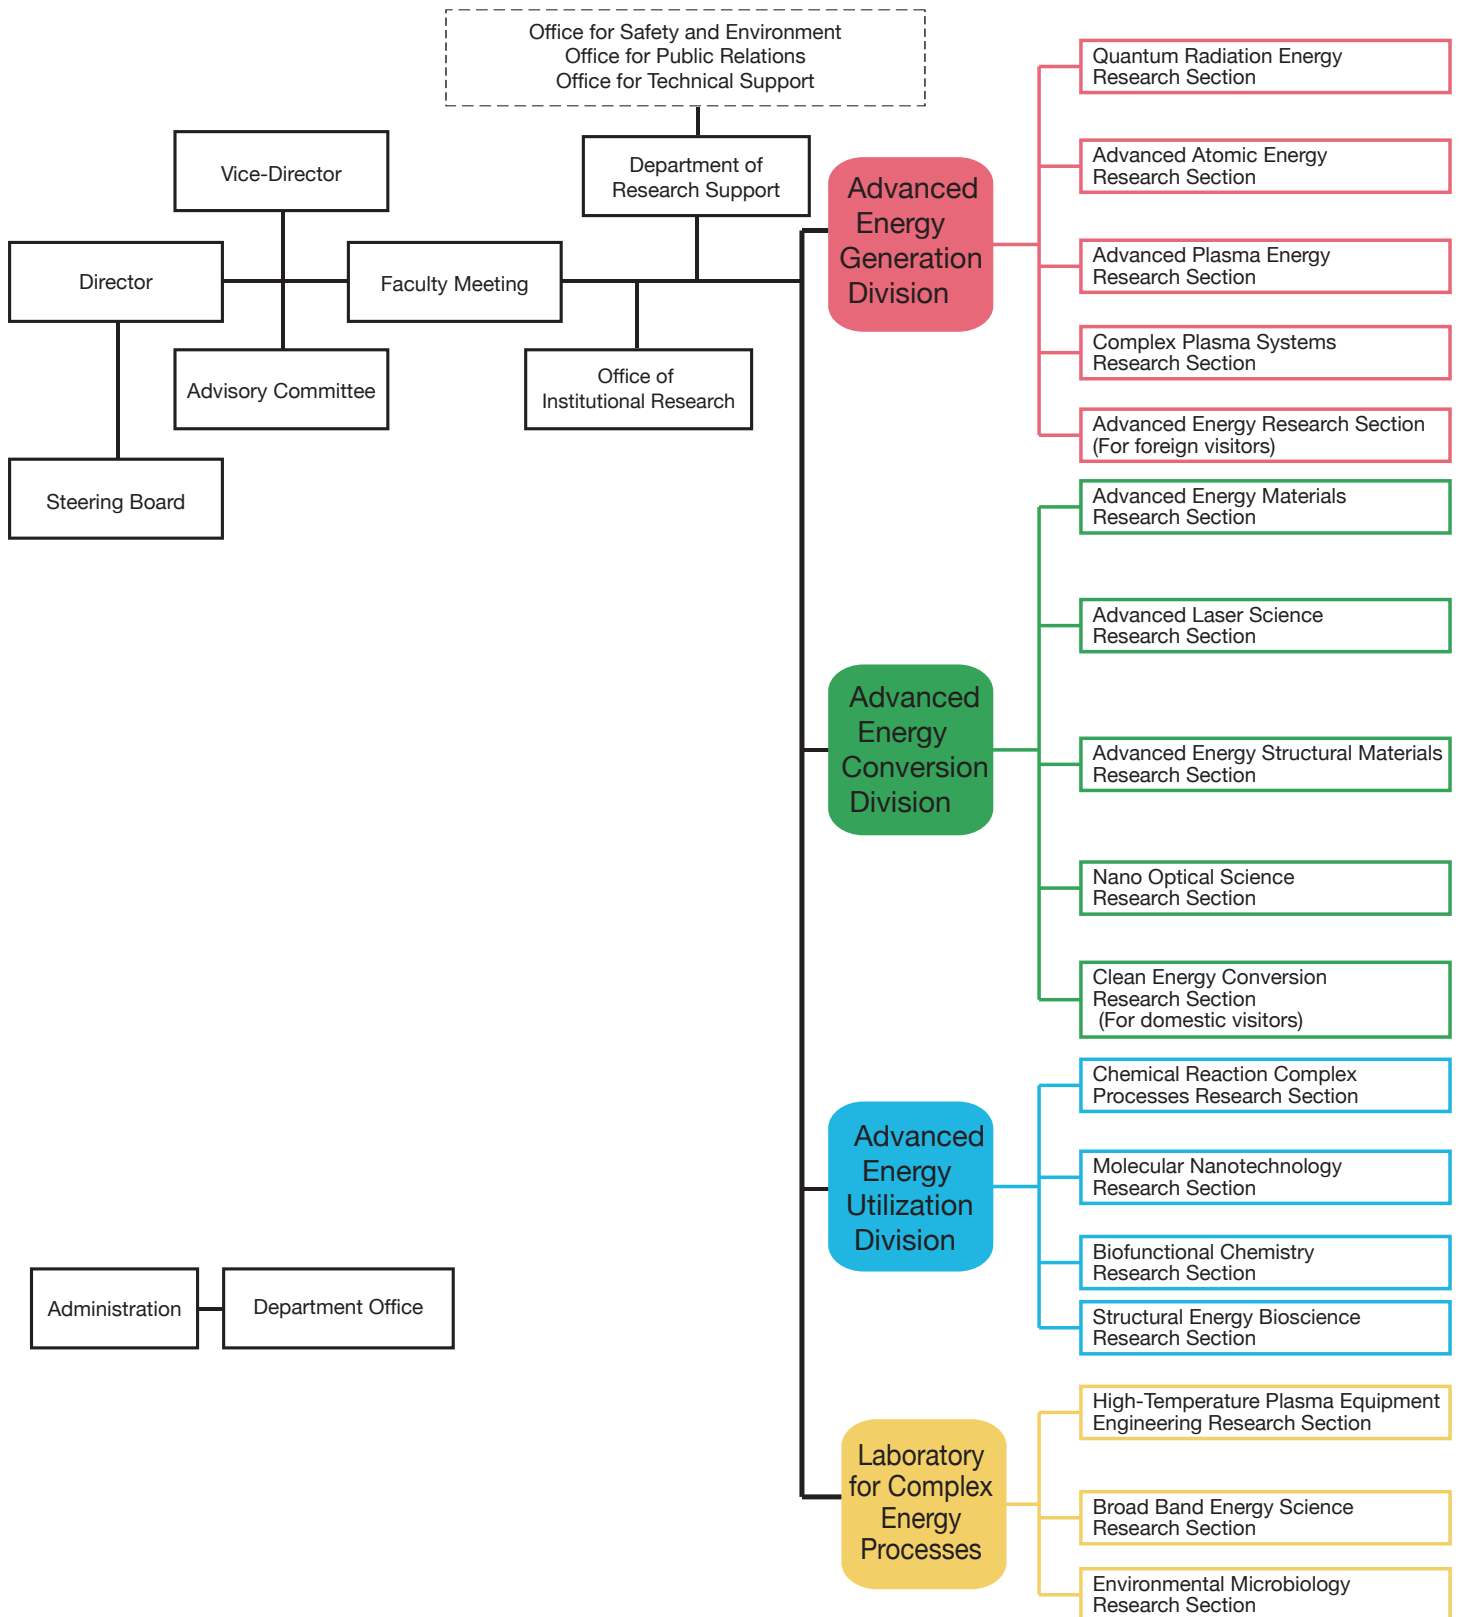 Office for Safety and Environment
Office for Public Relations
Office for Technical Support
Department of
Research Support
Vice-Director
Director
Faculty Meeting
Advisory Committee
Office of
Institutional Research
Steering Board
Administration
Department Office
Advanced
Energy
Generation
Division
Quantum Radiation Energy
Research Section
Advanced Atomic Energy
Research Section
Advanced Plasma Energy
Research Section
Complex Plasma Systems
Research Section
Advanced Energy Research Section
(For foreign visitors)
Advanced
Energy
Conversion
Division
Advanced Energy Materials
Research Section
Advanced Laser Science
Research Section
Advanced Energy Structural Materials
Research Section
Nano Optical Science
Research Section
Clean Energy Conversion
Research Section
(For domestic visitors)
Advanced
Energy
Utilization
Division
Chemical Reaction Complex
Processes Research Section
Molecular Nanotechnology
Research Section
Biofunctional Chemistry
Research Section
Structural Energy Bioscience
Research Section
Laboratory
for Complex
Energy
Processes
High-Temperature Plasma Equipment
Engineering Research Section
Broad Band Energy Science
Research Section
Environmental Microbiology
Research Section